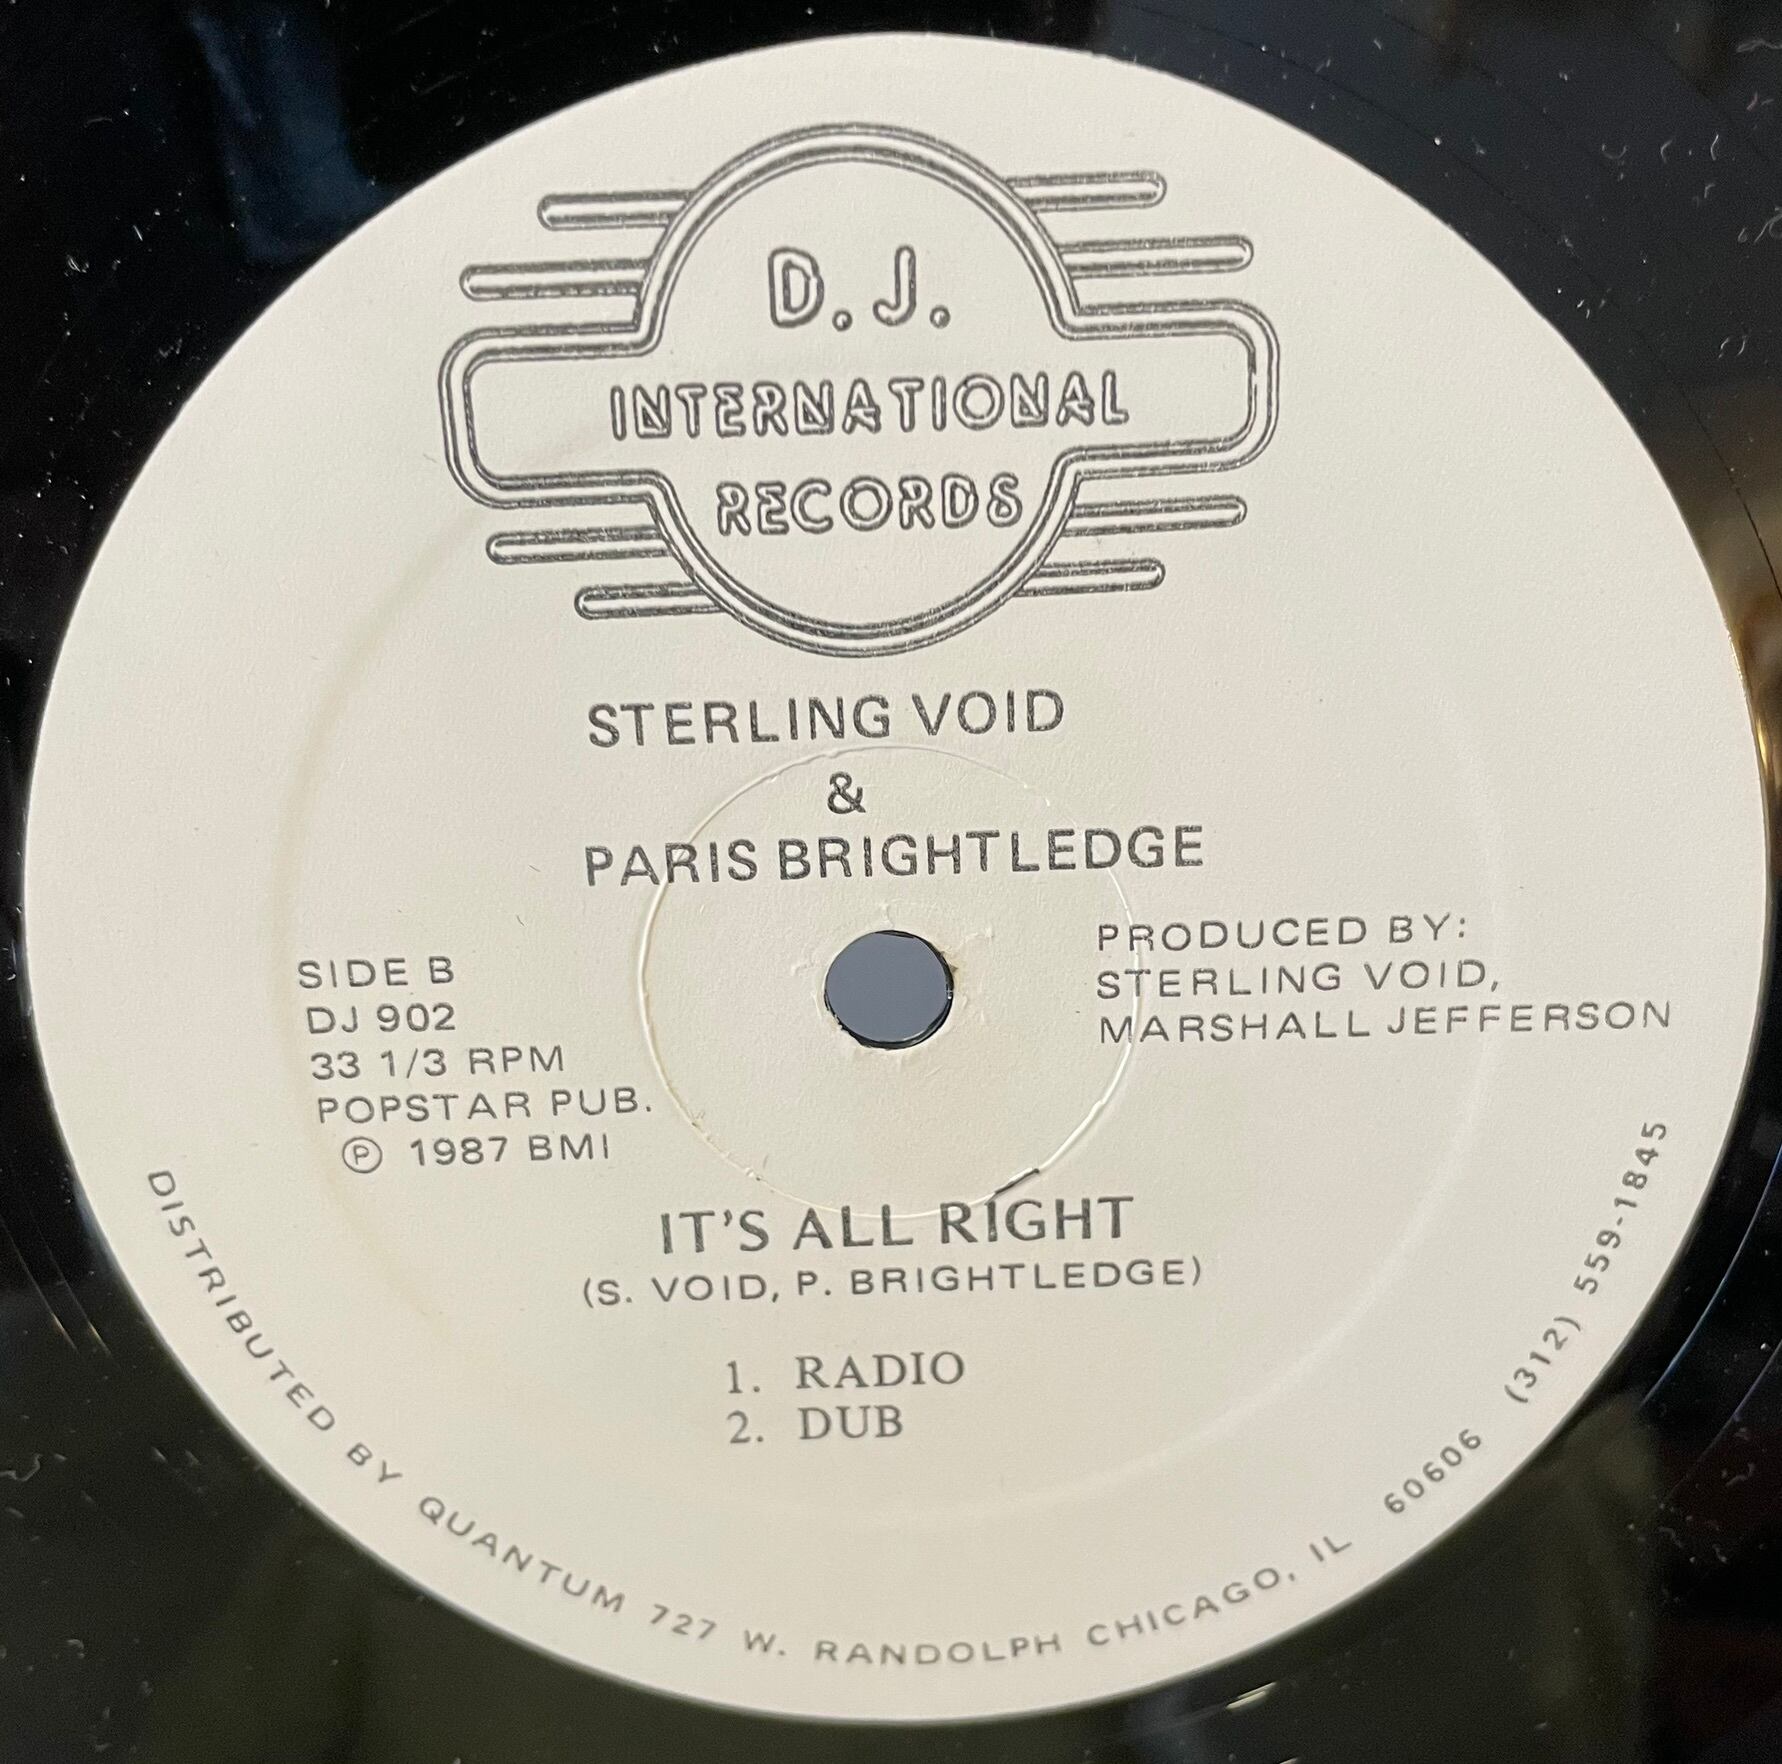 D.J.
INTERNATIONAL
RECORDS
STERLING VOID
&
PARIS BRIGHTLEDGE
SIDE B
DJ 902
33 1/3 RPM
POPSTAR PUB.
Ⓟ 1987 BMI
PRODUCED BY:
STERLING VOID,
MARSHALL JEFFERSON
IT'S ALL RIGHT
(S. VOID, P. BRIGHTLEDGE)
1. RADIO
2. DUB
DISTRIBUTED BY QUANTUM 727 W. RANDOLPH CHICAGO, IL 60606 (312) 559-1845